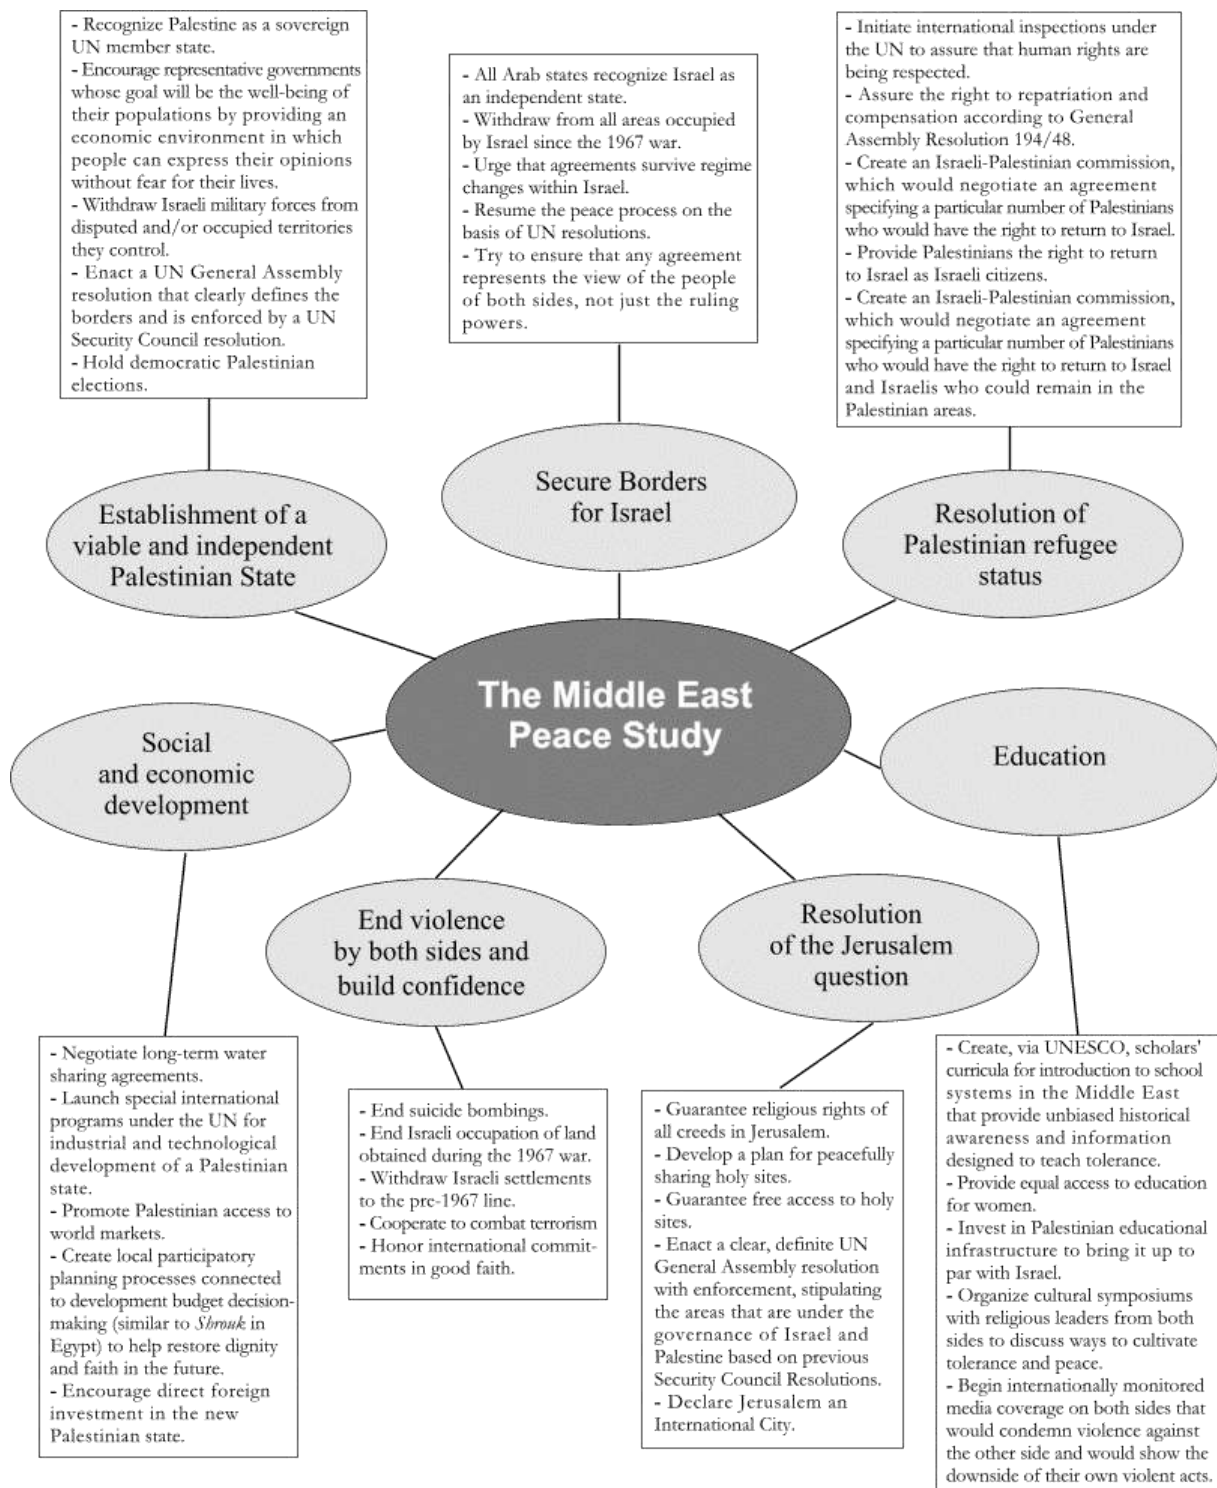 - Recognize Palestine as a sovereign
UN member state.
- Encourage representative governments
whose goal will be the well-being of
their populations by providing an
economic environment in which
people can express their opinions
without fear for their lives.
- Withdraw Israeli military forces from
disputed and/or occupied territories
they control.
- Enact a UN General Assembly
resolution that clearly defines the
borders and is enforced by a UN
Security Council resolution.
- Hold democratic Palestinian
elections.
- All Arab states recognize Israel as
an independent state.
- Withdraw from all areas occupied
by Israel since the 1967 war.
- Urge that agreements survive regime
changes within Israel.
- Resume the peace process on the
basis of UN resolutions.
- Try to ensure that any agreement
represents the view of the people
of both sides, not just the ruling
powers.
- Initiate international inspections under
the UN to assure that human rights are
being respected.
- Assure the right to repatriation and
compensation according to General
Assembly Resolution 194/48.
- Create an Israeli-Palestinian commission,
which would negotiate an agreement
specifying a particular number of Palestinians
who would have the right to return to Israel.
- Provide Palestinians the right to return
to Israel as Israeli citizens.
- Create an Israeli-Palestinian commission,
which would negotiate an agreement
specifying a particular number of Palestinians
who would have the right to return to Israel
and Israelis who could remain in the
Palestinian areas.
Establishment of a
viable and independent
Palestinian State
Secure Borders
for Israel
Resolution of
Palestinian refugee
status
The Middle East
Peace Study
Social
and economic
development
Education
End violence
by both sides and
build confidence
Resolution
of the Jerusalem
question
- Negotiate long-term water
sharing agreements.
- Launch special international
programs under the UN for
industrial and technological
development of a Palestinian
state.
- Promote Palestinian access to
world markets.
- Create local participatory
planning processes connected
to development budget decision-
making (similar to Shrouk in
Egypt) to help restore dignity
and faith in the future.
- Encourage direct foreign
investment in the new
Palestinian state.
- End suicide bombings.
- End Israeli occupation of land
obtained during the 1967 war.
- Withdraw Israeli settlements
to the pre-1967 line.
- Cooperate to combat terrorism
- Honor international commit-
ments in good faith.
- Guarantee religious rights of
all creeds in Jerusalem.
- Develop a plan for peacefully
sharing holy sites.
- Guarantee free access to holy
sites.
- Enact a clear, definite UN
General Assembly resolution
with enforcement, stipulating
the areas that are under the
governance of Israel and
Palestine based on previous
Security Council Resolutions.
- Declare Jerusalem an
International City.
- Create, via UNESCO, scholars'
curricula for introduction to school
systems in the Middle East
that provide unbiased historical
awareness and information
designed to teach tolerance.
- Provide equal access to education
for women.
- Invest in Palestinian educational
infrastructure to bring it up to
par with Israel.
- Organize cultural symposiums
with religious leaders from both
sides to discuss ways to cultivate
tolerance and peace.
- Begin internationally monitored
media coverage on both sides that
would condemn violence against
the other side and would show the
downside of their own violent acts.